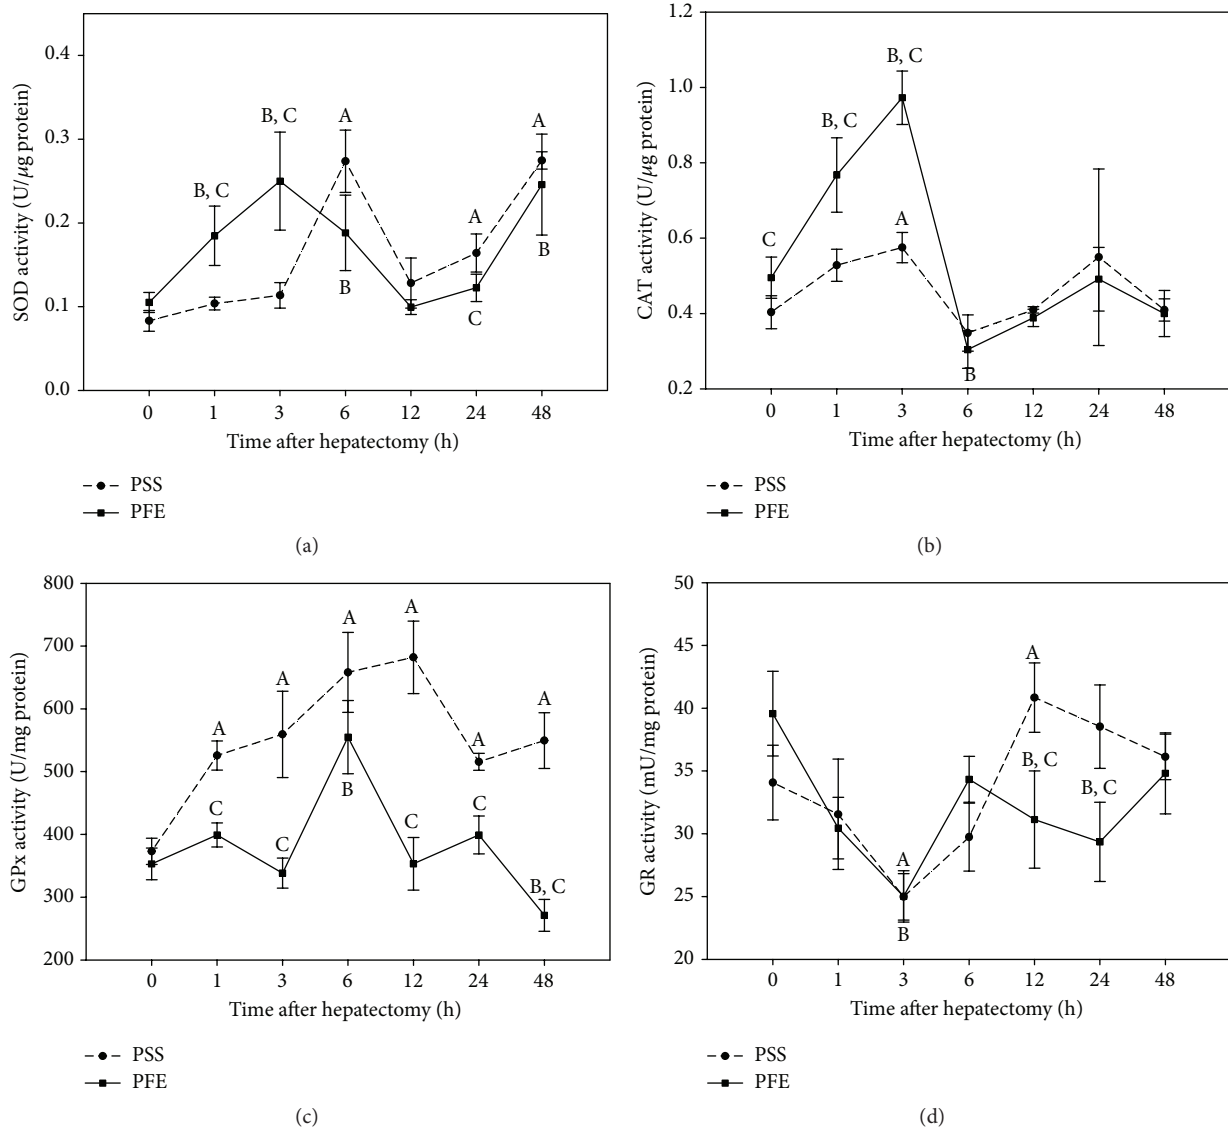 SOD activity (U/μg protein)
0.4
0.3
0.2
0.1
0.0
B, C
B, C
A
B
A
C
A
B
0 1 3 6 12 24 48
Time after hepatectomy (h)
PSS
PFE
(a)
CAT activity (U/μg protein)
1.2
1.0
0.8
0.6
0.4
0.2
C
B, C
B, C
A
B
0 1 3 6 12 24 48
Time after hepatectomy (h)
PSS
PFE
(b)
GPx activity (U/mg protein)
800
700
600
500
400
300
200
A
C
A
C
A
B
A
C
A
C
A
B, C
0 1 3 6 12 24 48
Time after hepatectomy (h)
PSS
PFE
(c)
GR activity (mU/mg protein)
50
45
40
35
30
25
20
A
B
A
B, C
B, C
0 1 3 6 12 24 48
Time after hepatectomy (h)
PSS
PFE
(d)